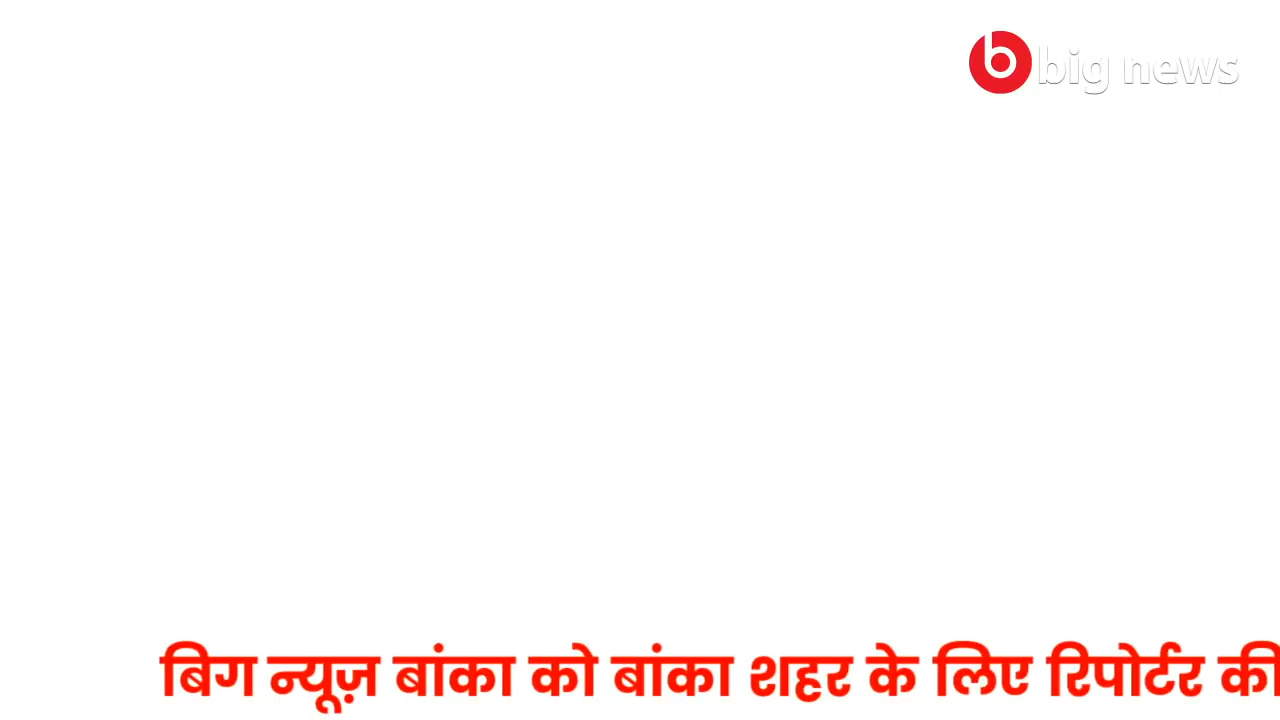 b big news
बिग न्यूज़ बांका को बांका शहर के लिए रिपोर्टर की